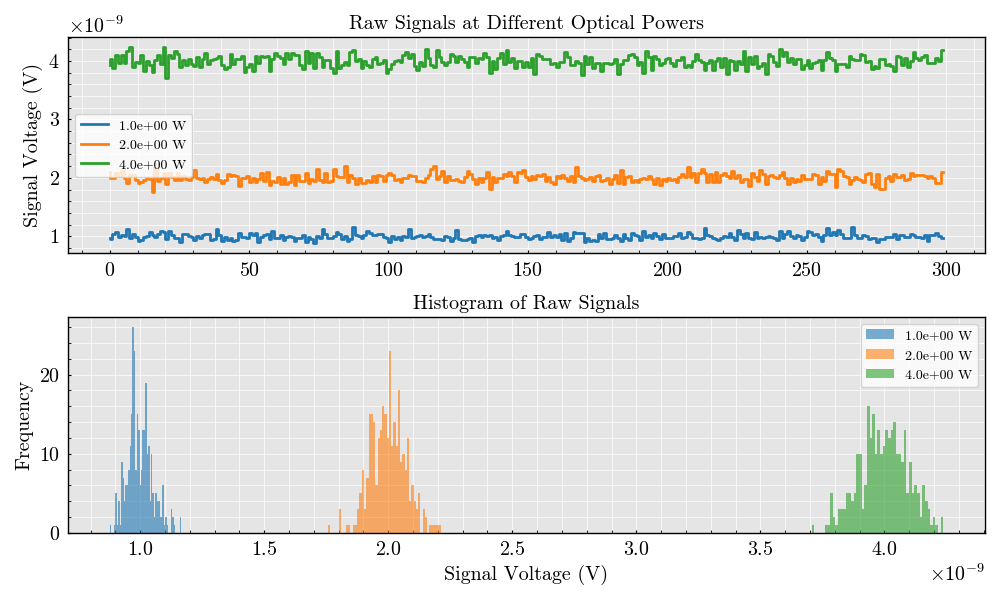 Raw Signals at Different Optical Powers
×10⁻⁹
Signal Voltage (V)
4
3
2
1
1.0e+00 W
2.0e+00 W
4.0e+00 W
0 50 100 150 200 250 300
Histogram of Raw Signals
Frequency
20
10
0
1.0e+00 W
2.0e+00 W
4.0e+00 W
1.0 1.5 2.0 2.5 3.0 3.5 4.0
Signal Voltage (V)
×10⁻⁹